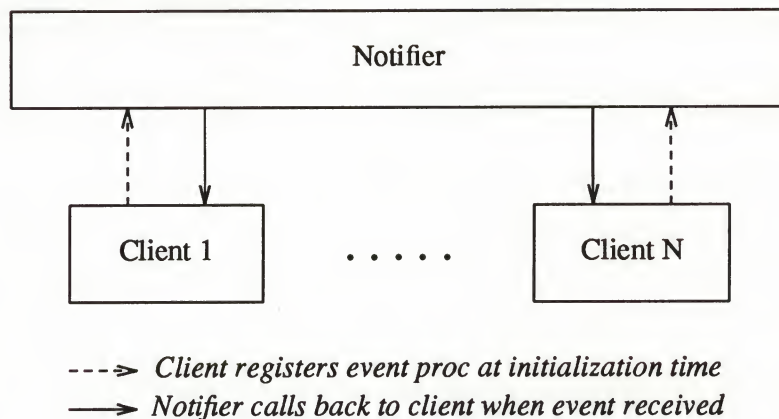 Notifier
Client 1
. . . . .
Client N
Client registers event proc at initialization time
Notifier calls back to client when event received